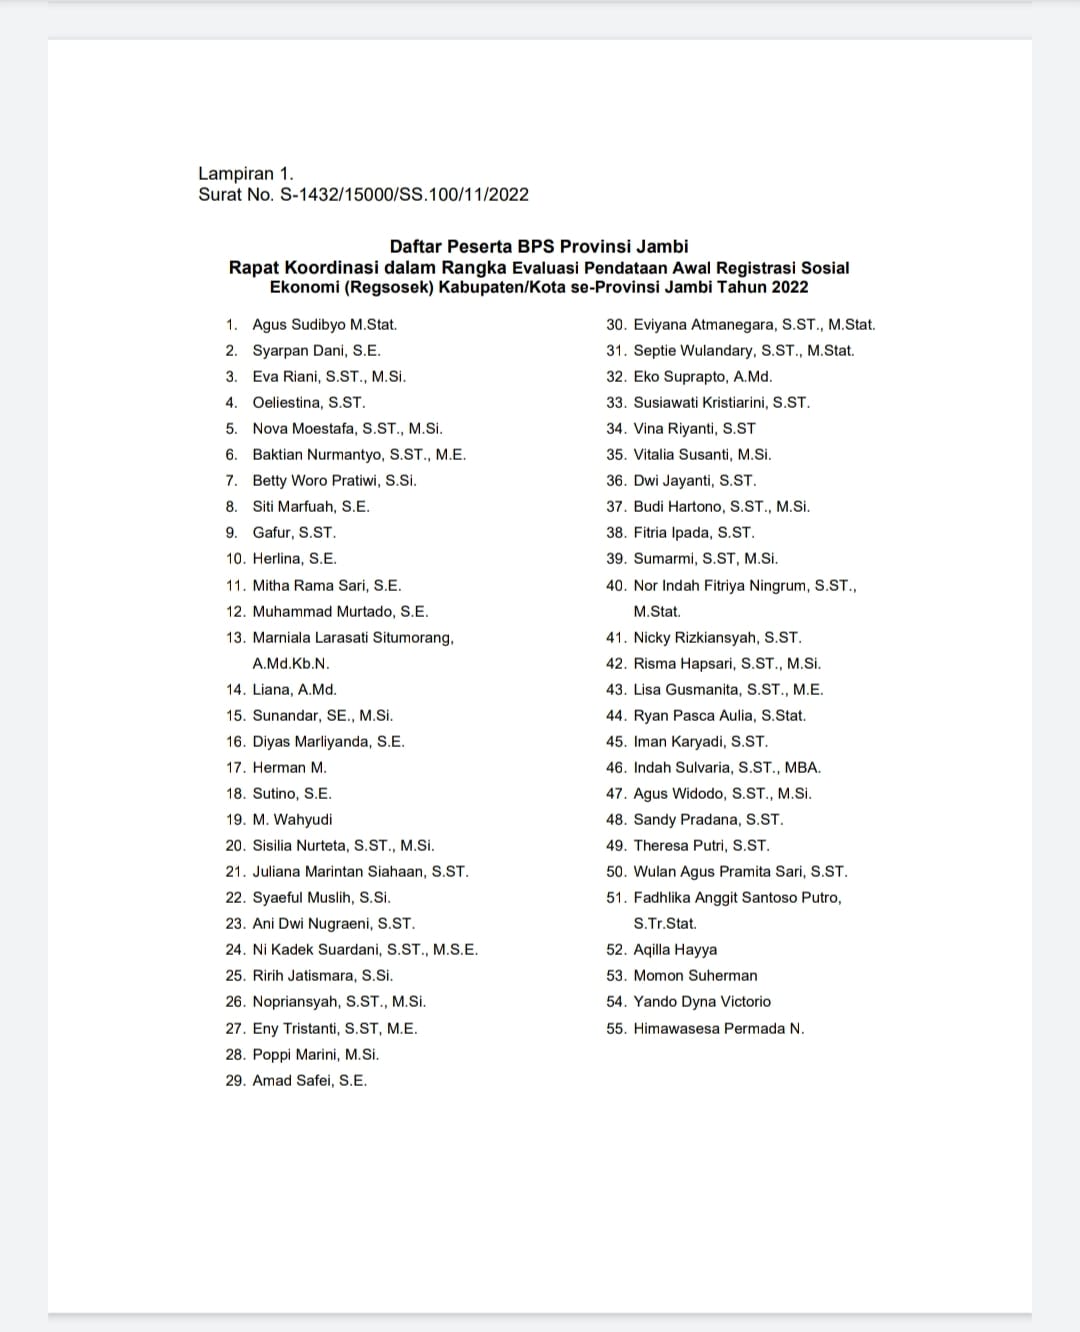 Lampiran 1.
Surat No. S-1432/15000/SS.100/11/2022
Daftar Peserta BPS Provinsi Jambi
Rapat Koordinasi dalam Rangka Evaluasi Pendataan Awal Registrasi Sosial
Ekonomi (Regsosek) Kabupaten/Kota se-Provinsi Jambi Tahun 2022
1. Agus Sudibyo M.Stat.
2. Syarpan Dani, S.E.
3. Eva Riani, S.ST., M.Si.
4. Oeliestina, S.ST.
5. Nova Moestafa, S.ST., M.Si.
6. Baktian Nurmantyo, S.ST., M.E.
7. Betty Woro Pratiwi, S.Si.
8. Siti Marfuah, S.E.
9. Gafur, S.ST.
10. Herlina, S.E.
11. Mitha Rama Sari, S.E.
12. Muhammad Murtado, S.E.
13. Marniala Larasati Situmorang,
A.Md.Kb.N.
14. Liana, A.Md.
15. Sunandar, SE., M.Si.
16. Diyas Marliyanda, S.E.
17. Herman M.
18. Sutino, S.E.
19. M. Wahyudi
20. Sisilia Nurteta, S.ST., M.Si.
21. Juliana Marintan Siahaan, S.ST.
22. Syaeful Muslih, S.Si.
23. Ani Dwi Nugraeni, S.ST.
24. Ni Kadek Suardani, S.ST., M.S.E.
25. Ririh Jatismara, S.Si.
26. Nopriansyah, S.ST., M.Si.
27. Eny Tristanti, S.ST, M.E.
28. Poppi Marini, M.Si.
29. Amad Safei, S.E.
30. Eviyana Atmanegara, S.ST., M.Stat.
31. Septie Wulandary, S.ST., M.Stat.
32. Eko Suprapto, A.Md.
33. Susiawati Kristiarini, S.ST.
34. Vina Riyanti, S.ST
35. Vitalia Susanti, M.Si.
36. Dwi Jayanti, S.ST.
37. Budi Hartono, S.ST., M.Si.
38. Fitria Ipada, S.ST.
39. Sumarmi, S.ST, M.Si.
40. Nor Indah Fitriya Ningrum, S.ST.,
M.Stat.
41. Nicky Rizkiansyah, S.ST.
42. Risma Hapsari, S.ST., M.Si.
43. Lisa Gusmanita, S.ST., M.E.
44. Ryan Pasca Aulia, S.Stat.
45. Iman Karyadi, S.ST.
46. Indah Sulvaria, S.ST., MBA.
47. Agus Widodo, S.ST., M.Si.
48. Sandy Pradana, S.ST.
49. Theresa Putri, S.ST.
50. Wulan Agus Pramita Sari, S.ST.
51. Fadhlika Anggit Santoso Putro,
S.Tr.Stat.
52. Aqilla Hayya
53. Momon Suherman
54. Yando Dyna Victorio
55. Himawasesa Permada N.